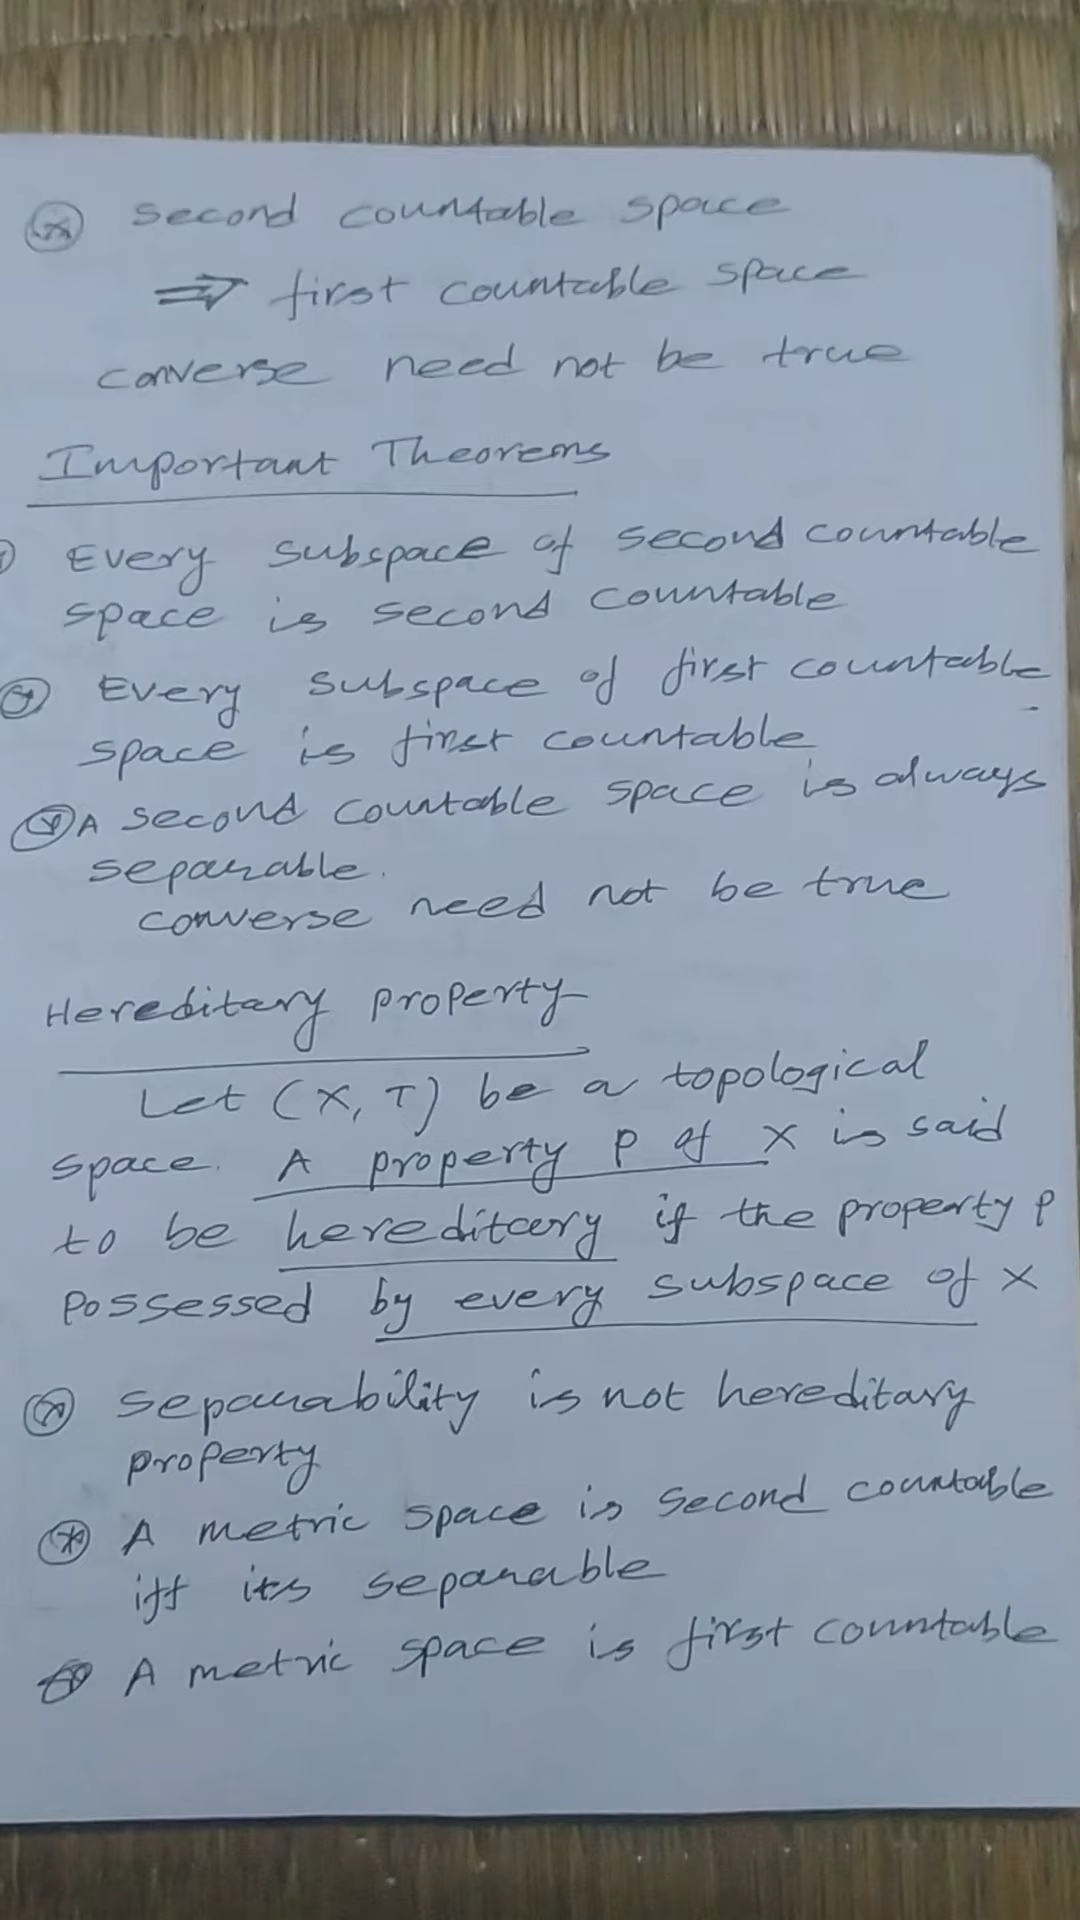 second countable space
⇒ first countable space
converse need not be true
Important Theorems
Every subspace of second countable
space is second countable
Every subspace of first countable
space is first countable
A second countable space is always
separable.
converse need not be true
Hereditary property
Let (X, T) be a topological
space. A property P of X is said
to be hereditary if the property P
possessed by every subspace of X
separability is not hereditary
property
A metric space is second countable
iff its separable
A metric space is first countable